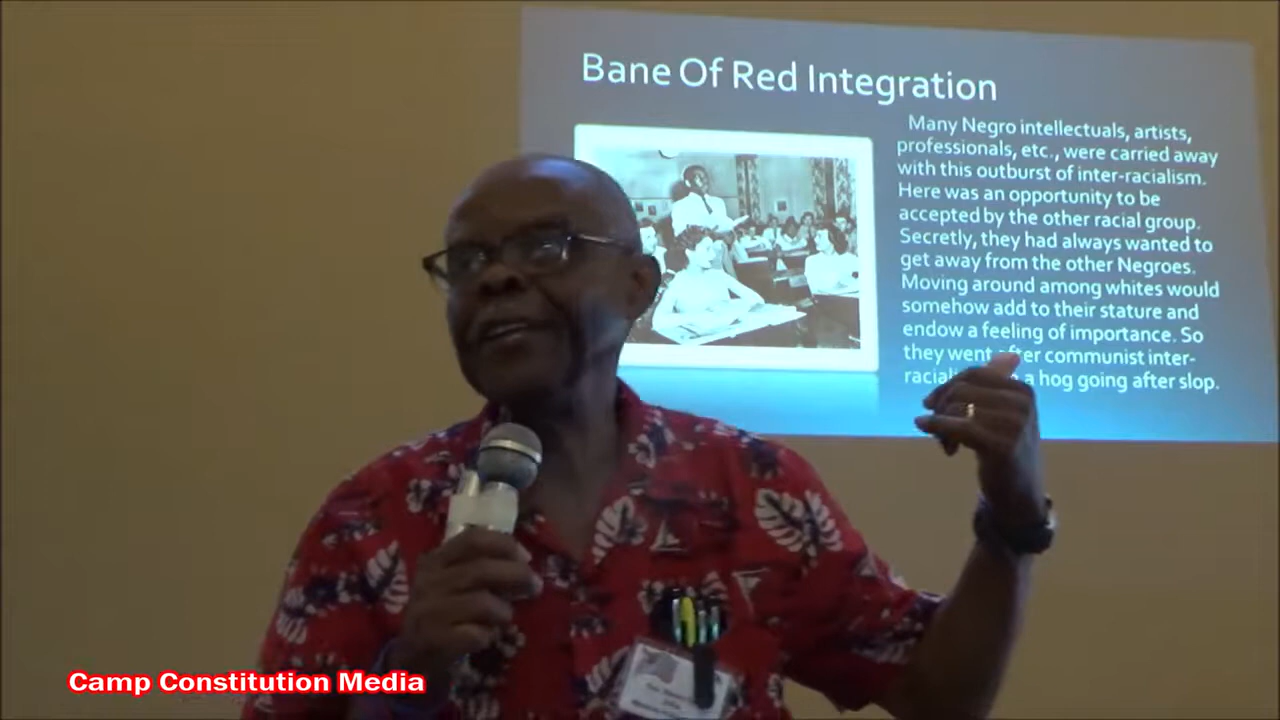 Bane Of Red Integration
Many Negro intellectuals, artists,
professionals, etc., were carried away
with this outburst of inter-racialism.
Here was an opportunity to be
accepted by the other racial group.
Secretly, they had always wanted to
get away from the other Negroes.
Moving around among whites would
somehow add to their stature and
endow a feeling of importance. So
they went after communist inter-
a hog going after slop.
Camp Constitution Media